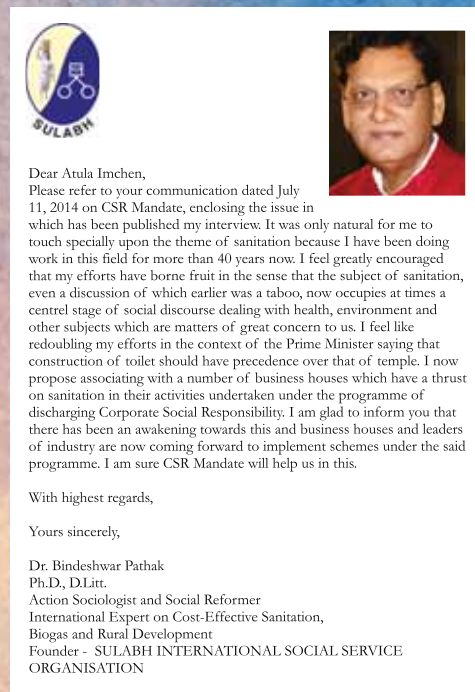 SULABH
Dear Atula Imchen,
Please refer to your communication dated July
11, 2014 on CSR Mandate, enclosing the issue in
which has been published my interview. It was only natural for me to
touch specially upon the theme of sanitation because I have been doing
work in this field for more than 40 years now. I feel greatly encouraged
that my efforts have borne fruit in the sense that the subject of sanitation,
even a discussion of which earlier was a taboo, now occupies at times a
centrel stage of social discourse dealing with health, environment and
other subjects which are matters of great concern to us. I feel like
redoubling my efforts in the context of the Prime Minister saying that
construction of toilet should have precedence over that of temple. I now
propose associating with a number of business houses which have a thrust
on sanitation in their activities undertaken under the programme of
discharging Corporate Social Responsibility. I am glad to inform you that
there has been an awakening towards this and business houses and leaders
of industry are now coming forward to implement schemes under the said
programme. I am sure CSR Mandate will help us in this.
With highest regards,
Yours sincerely,
Dr. Bindeshwar Pathak
Ph.D., D.Litt.
Action Sociologist and Social Reformer
International Expert on Cost-Effective Sanitation,
Biogas and Rural Development
Founder - SULABH INTERNATIONAL SOCIAL SERVICE
ORGANISATION